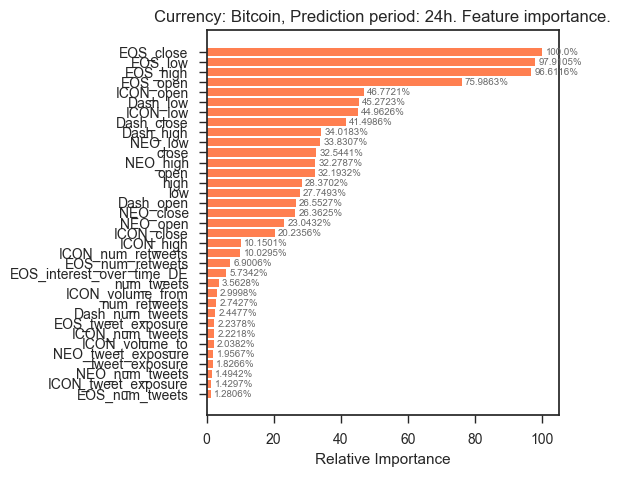 Currency: Bitcoin, Prediction period: 24h. Feature importance.
EOS_close 100.0%
EOS_low 97.9105%
EOS_high 96.6116%
EOS_open 75.9863%
ICON_open 46.7721%
Dash_low 45.2723%
ICON_low 44.9626%
Dash_close 41.4986%
Dash_high 34.0183%
NEO_low 33.8307%
close 32.5441%
NEO_high 32.2787%
open 32.1932%
high 28.3702%
low 27.7493%
Dash_open 26.5527%
NEO_close 26.3625%
NEO_open 23.0432%
ICON_close 20.2356%
ICON_high 10.1501%
ICON_num_retweets 10.0295%
EOS_num_retweets 6.9006%
EOS_interest_over_time_DE 5.7342%
num_tweets 3.5628%
ICON_volume_from 2.9998%
num_retweets 2.7427%
Dash_num_tweets 2.4477%
EOS_tweet_exposure 2.2378%
ICON_num_tweets 2.2218%
ICON_volume_to 2.0382%
NEO_tweet_exposure 1.9567%
tweet_exposure 1.8266%
NEO_num_tweets 1.4942%
ICON_tweet_exposure 1.4297%
EOS_num_tweets 1.2806%
0 20 40 60 80 100
Relative Importance